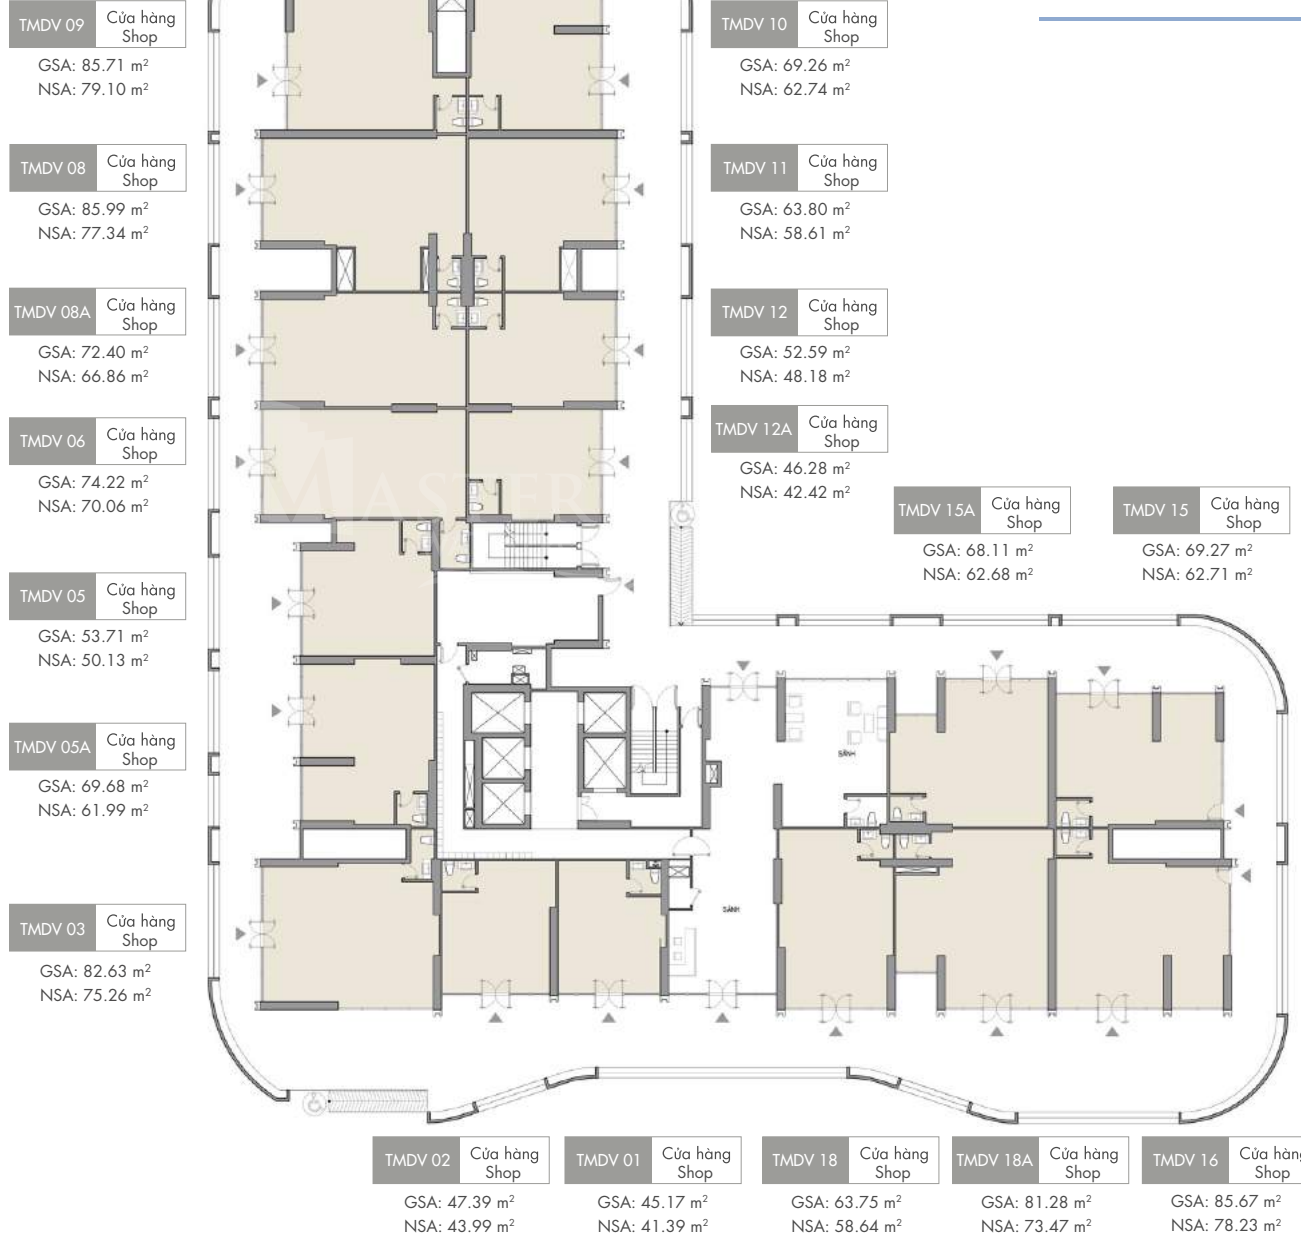 TMDV 09 Cửa hàng Shop
GSA: 85.71 m²
NSA: 79.10 m²
TMDV 10 Cửa hàng Shop
GSA: 69.26 m²
NSA: 62.74 m²
TMDV 08 Cửa hàng Shop
GSA: 85.99 m²
NSA: 77.34 m²
TMDV 11 Cửa hàng Shop
GSA: 63.80 m²
NSA: 58.61 m²
TMDV 08A Cửa hàng Shop
GSA: 72.40 m²
NSA: 66.86 m²
TMDV 12 Cửa hàng Shop
GSA: 52.59 m²
NSA: 48.18 m²
TMDV 06 Cửa hàng Shop
GSA: 74.22 m²
NSA: 70.06 m²
TMDV 12A Cửa hàng Shop
GSA: 46.28 m²
NSA: 42.42 m²
MASTER
TMDV 15A Cửa hàng Shop
GSA: 68.11 m²
NSA: 62.68 m²
TMDV 15 Cửa hàng Shop
GSA: 69.27 m²
NSA: 62.71 m²
TMDV 05 Cửa hàng Shop
GSA: 53.71 m²
NSA: 50.13 m²
TMDV 05A Cửa hàng Shop
GSA: 69.68 m²
NSA: 61.99 m²
SẢNH
SẢNH
TMDV 03 Cửa hàng Shop
GSA: 82.63 m²
NSA: 75.26 m²
TMDV 02 Cửa hàng Shop
GSA: 47.39 m²
NSA: 43.99 m²
TMDV 01 Cửa hàng Shop
GSA: 45.17 m²
NSA: 41.39 m²
TMDV 18 Cửa hàng Shop
GSA: 63.75 m²
NSA: 58.64 m²
TMDV 18A Cửa hàng Shop
GSA: 81.28 m²
NSA: 73.47 m²
TMDV 16 Cửa hàng Shop
GSA: 85.67 m²
NSA: 78.23 m²